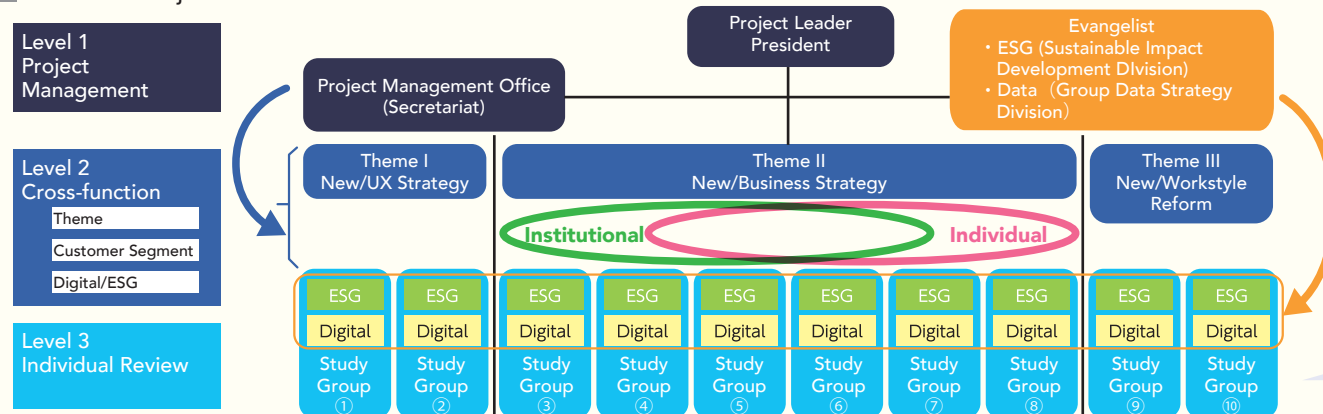 Level 1
Project
Management
Project Leader
President
Project Management Office
(Secretariat)
Evangelist
・ESG (Sustainable Impact
Development DIvision)
・Data（Group Data Strategy
Division）
Level 2
Cross-function
Theme
Customer Segment
Digital/ESG
Theme I
New/UX Strategy
Theme II
New/Business Strategy
Theme III
New/Workstyle
Reform
Institutional
Individual
Level 3
Individual Review
ESG
Digital
Study
Group
①
ESG
Digital
Study
Group
②
ESG
Digital
Study
Group
③
ESG
Digital
Study
Group
④
ESG
Digital
Study
Group
⑤
ESG
Digital
Study
Group
⑥
ESG
Digital
Study
Group
⑦
ESG
Digital
Study
Group
⑧
ESG
Digital
Study
Group
⑨
ESG
Digital
Study
Group
⑩